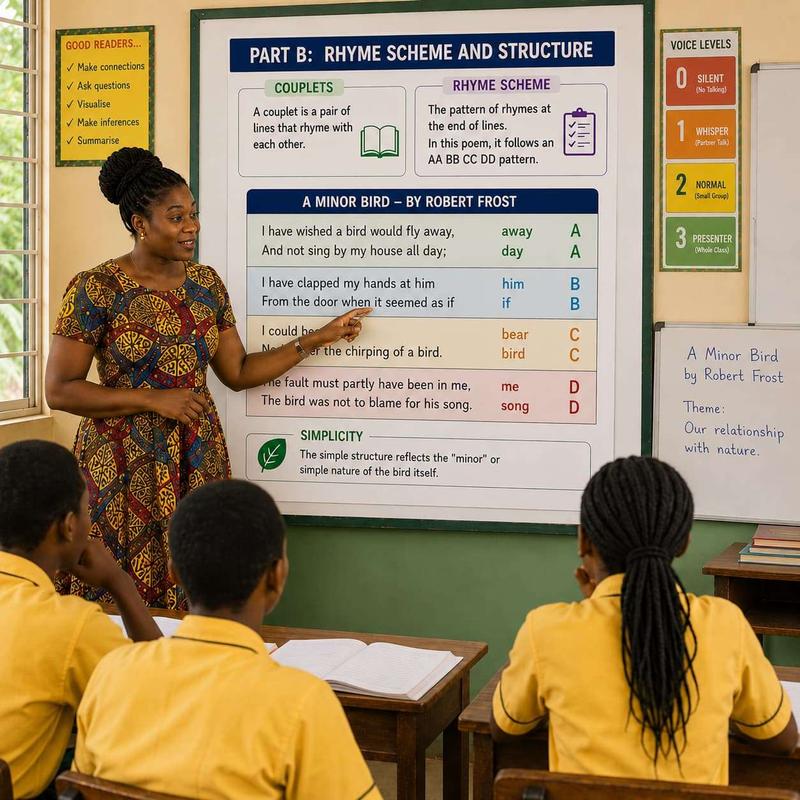 GOOD READERS...
✓ Make connections
✓ Ask questions
✓ Visualise
✓ Make inferences
✓ Summarise
PART B: RHYME SCHEME AND STRUCTURE
COUPLETS
A couplet is a pair of
lines that rhyme with
each other.
RHYME SCHEME
The pattern of rhymes at
the end of lines.
In this poem, it follows an
AA BB CC DD pattern.
A MINOR BIRD – BY ROBERT FROST
I have wished a bird would fly away, away A
And not sing by my house all day; day A
I have clapped my hands at him him B
From the door when it seemed as if if B
I could bear C
the chirping of a bird. bird C
The fault must partly have been in me, me D
The bird was not to blame for his song. song D
SIMPLICITY
The simple structure reflects the "minor" or
simple nature of the bird itself.
VOICE LEVELS
0 SILENT
(No Talking)
1 WHISPER
(Partner Talk)
2 NORMAL
(Small Group)
3 PRESENTER
(Whole Class)
A Minor Bird
by Robert Frost
Theme:
Our relationship
with nature.